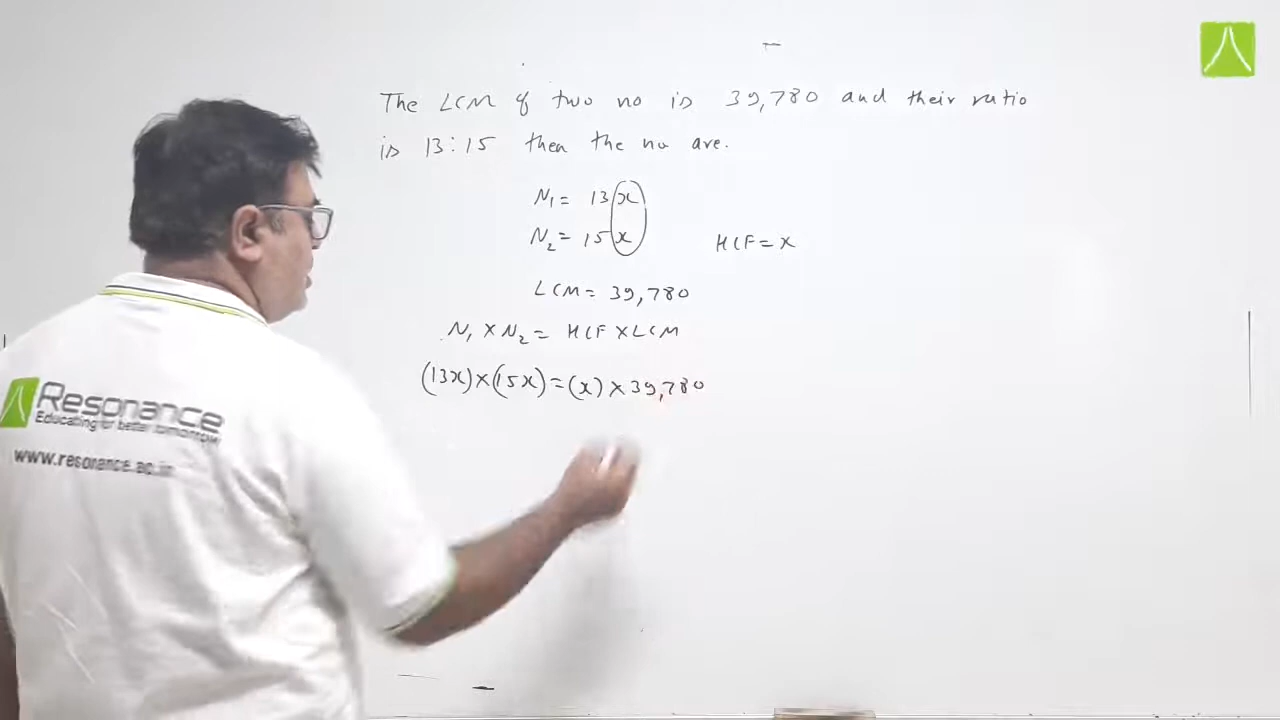 The LCM of two no is 39,780 and their ratio
is 13:15 then the no are.
N₁ = 13x
N₂ = 15x
HCF = x
LCM = 39,780
N₁ × N₂ = HCF × LCM
(13x)×(15x)=(x)×39,780
Resonance
Educating for better tomorrow
www.resonance.ac.in